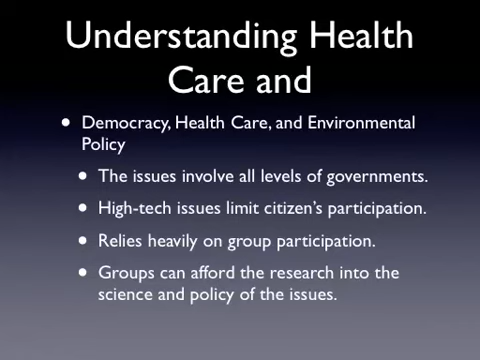 Understanding Health
Care and
• Democracy, Health Care, and Environmental
Policy
• The issues involve all levels of governments.
• High-tech issues limit citizen's participation.
• Relies heavily on group participation.
• Groups can afford the research into the
science and policy of the issues.